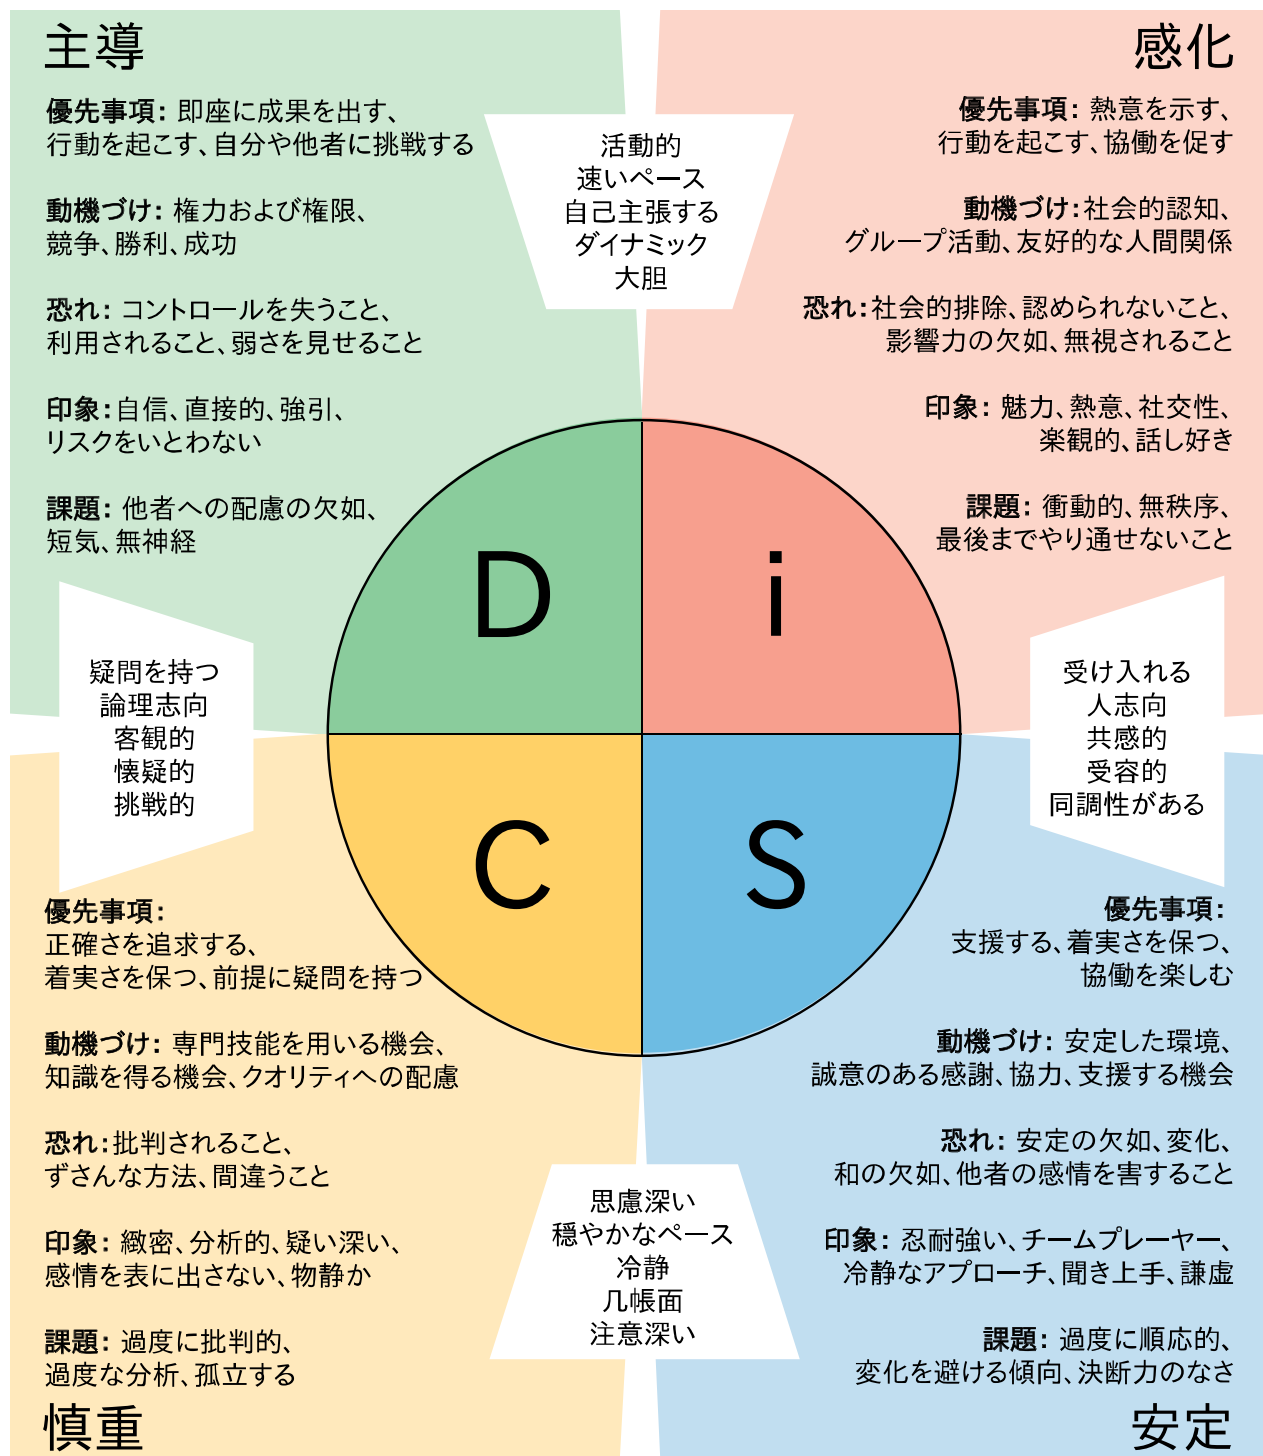 主導
優先事項: 即座に成果を出す、
行動を起こす、自分や他者に挑戦する
動機づけ: 権力および権限、
競争、勝利、成功
恐れ: コントロールを失うこと、
利用されること、弱さを見せること
印象:自信、直接的、強引、
リスクをいとわない
課題: 他者への配慮の欠如、
短気、無神経
活動的
速いペース
自己主張する
ダイナミック
大胆
感化
優先事項: 熱意を示す、
行動を起こす、協働を促す
動機づけ:社会的認知、
グループ活動、友好的な人間関係
恐れ:社会的排除、認められないこと、
影響力の欠如、無視されること
印象: 魅力、熱意、社交性、
楽観的、話し好き
課題: 衝動的、無秩序、
最後までやり通せないこと
D
i
疑問を持つ
論理志向
客観的
懐疑的
挑戦的
受け入れる
人志向
共感的
受容的
同調性がある
C
S
優先事項:
正確さを追求する、
着実さを保つ、前提に疑問を持つ
動機づけ: 専門技能を用いる機会、
知識を得る機会、クオリティへの配慮
恐れ:批判されること、
ずさんな方法、間違うこと
印象: 緻密、分析的、疑い深い、
感情を表に出さない、物静か
課題: 過度に批判的、
過度な分析、孤立する
慎重
思慮深い
穏やかなペース
冷静
几帳面
注意深い
優先事項:
支援する、着実さを保つ、
協働を楽しむ
動機づけ: 安定した環境、
誠意のある感謝、協力、支援する機会
恐れ: 安定の欠如、変化、
和の欠如、他者の感情を害すること
印象: 忍耐強い、チームプレーヤー、
冷静なアプローチ、聞き上手、謙虚
課題: 過度に順応的、
変化を避ける傾向、決断力のなさ
安定